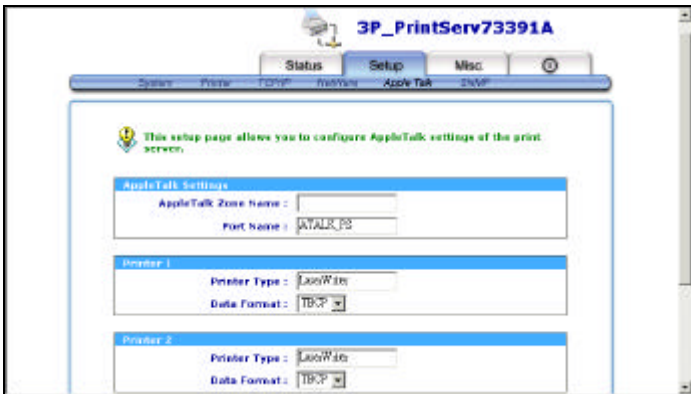 3P_PrintServ73391A
Status Setup Misc.
System Printer TCP/IP NetWare Apple Talk SNMP
This setup page allows you to configure AppleTalk settings of the print
server.
AppleTalk Settings
AppleTalk Zone Name :
Port Name : ATALK_PS
Printer 1
Printer Type : LaserWriter
Data Format : TBCP
Printer 2
Printer Type : LaserWriter
Data Format : TBCP